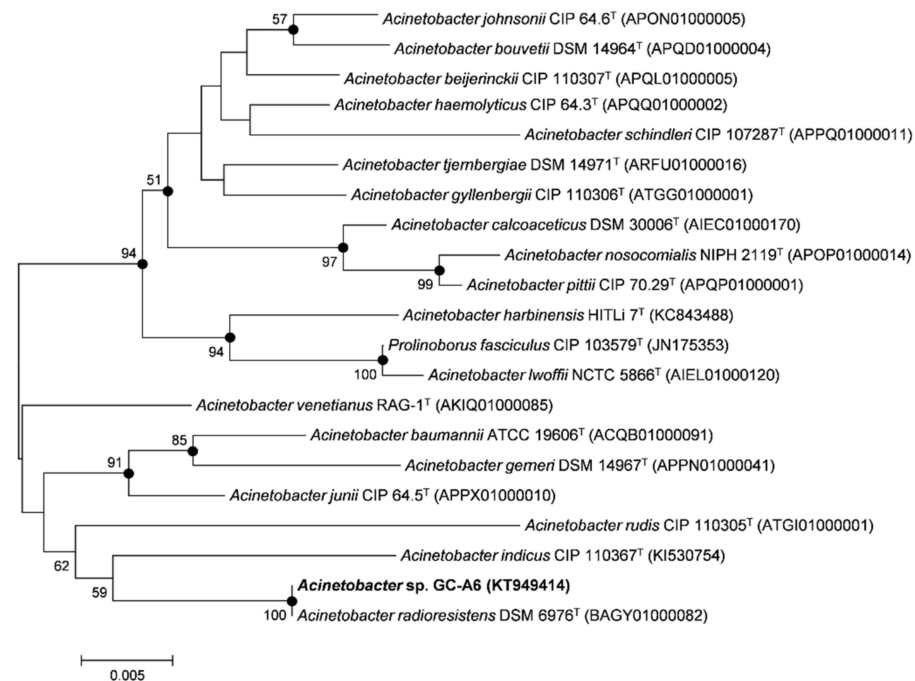 57
Acinetobacter johnsonii CIP 64.6ᵀ (APON01000005)
Acinetobacter bouvetii DSM 14964ᵀ (APQD01000004)
Acinetobacter beijerinckii CIP 110307ᵀ (APQL01000005)
Acinetobacter haemolyticus CIP 64.3ᵀ (APQQ01000002)
Acinetobacter schindleri CIP 107287ᵀ (APPQ01000011)
Acinetobacter tjernbergiae DSM 14971ᵀ (ARFU01000016)
51
Acinetobacter gyllenbergii CIP 110306ᵀ (ATGG01000001)
Acinetobacter calcoaceticus DSM 30006ᵀ (AIEC01000170)
94
97
Acinetobacter nosocomialis NIPH 2119ᵀ (APOP01000014)
99
Acinetobacter pittii CIP 70.29ᵀ (APQP01000001)
Acinetobacter harbinensis HITLi 7ᵀ (KC843488)
94
Prolinoborus fasciculus CIP 103579ᵀ (JN175353)
100
Acinetobacter lwoffii NCTC 5866ᵀ (AIEL01000120)
Acinetobacter venetianus RAG-1ᵀ (AKIQ01000085)
85
Acinetobacter baumannii ATCC 19606ᵀ (ACQB01000091)
91
Acinetobacter gerneri DSM 14967ᵀ (APPN01000041)
Acinetobacter junii CIP 64.5ᵀ (APPX01000010)
Acinetobacter rudis CIP 110305ᵀ (ATGI01000001)
62
Acinetobacter indicus CIP 110367ᵀ (KI530754)
59
Acinetobacter sp. GC-A6 (KT949414)
100
Acinetobacter radioresistens DSM 6976ᵀ (BAGY01000082)
0.005